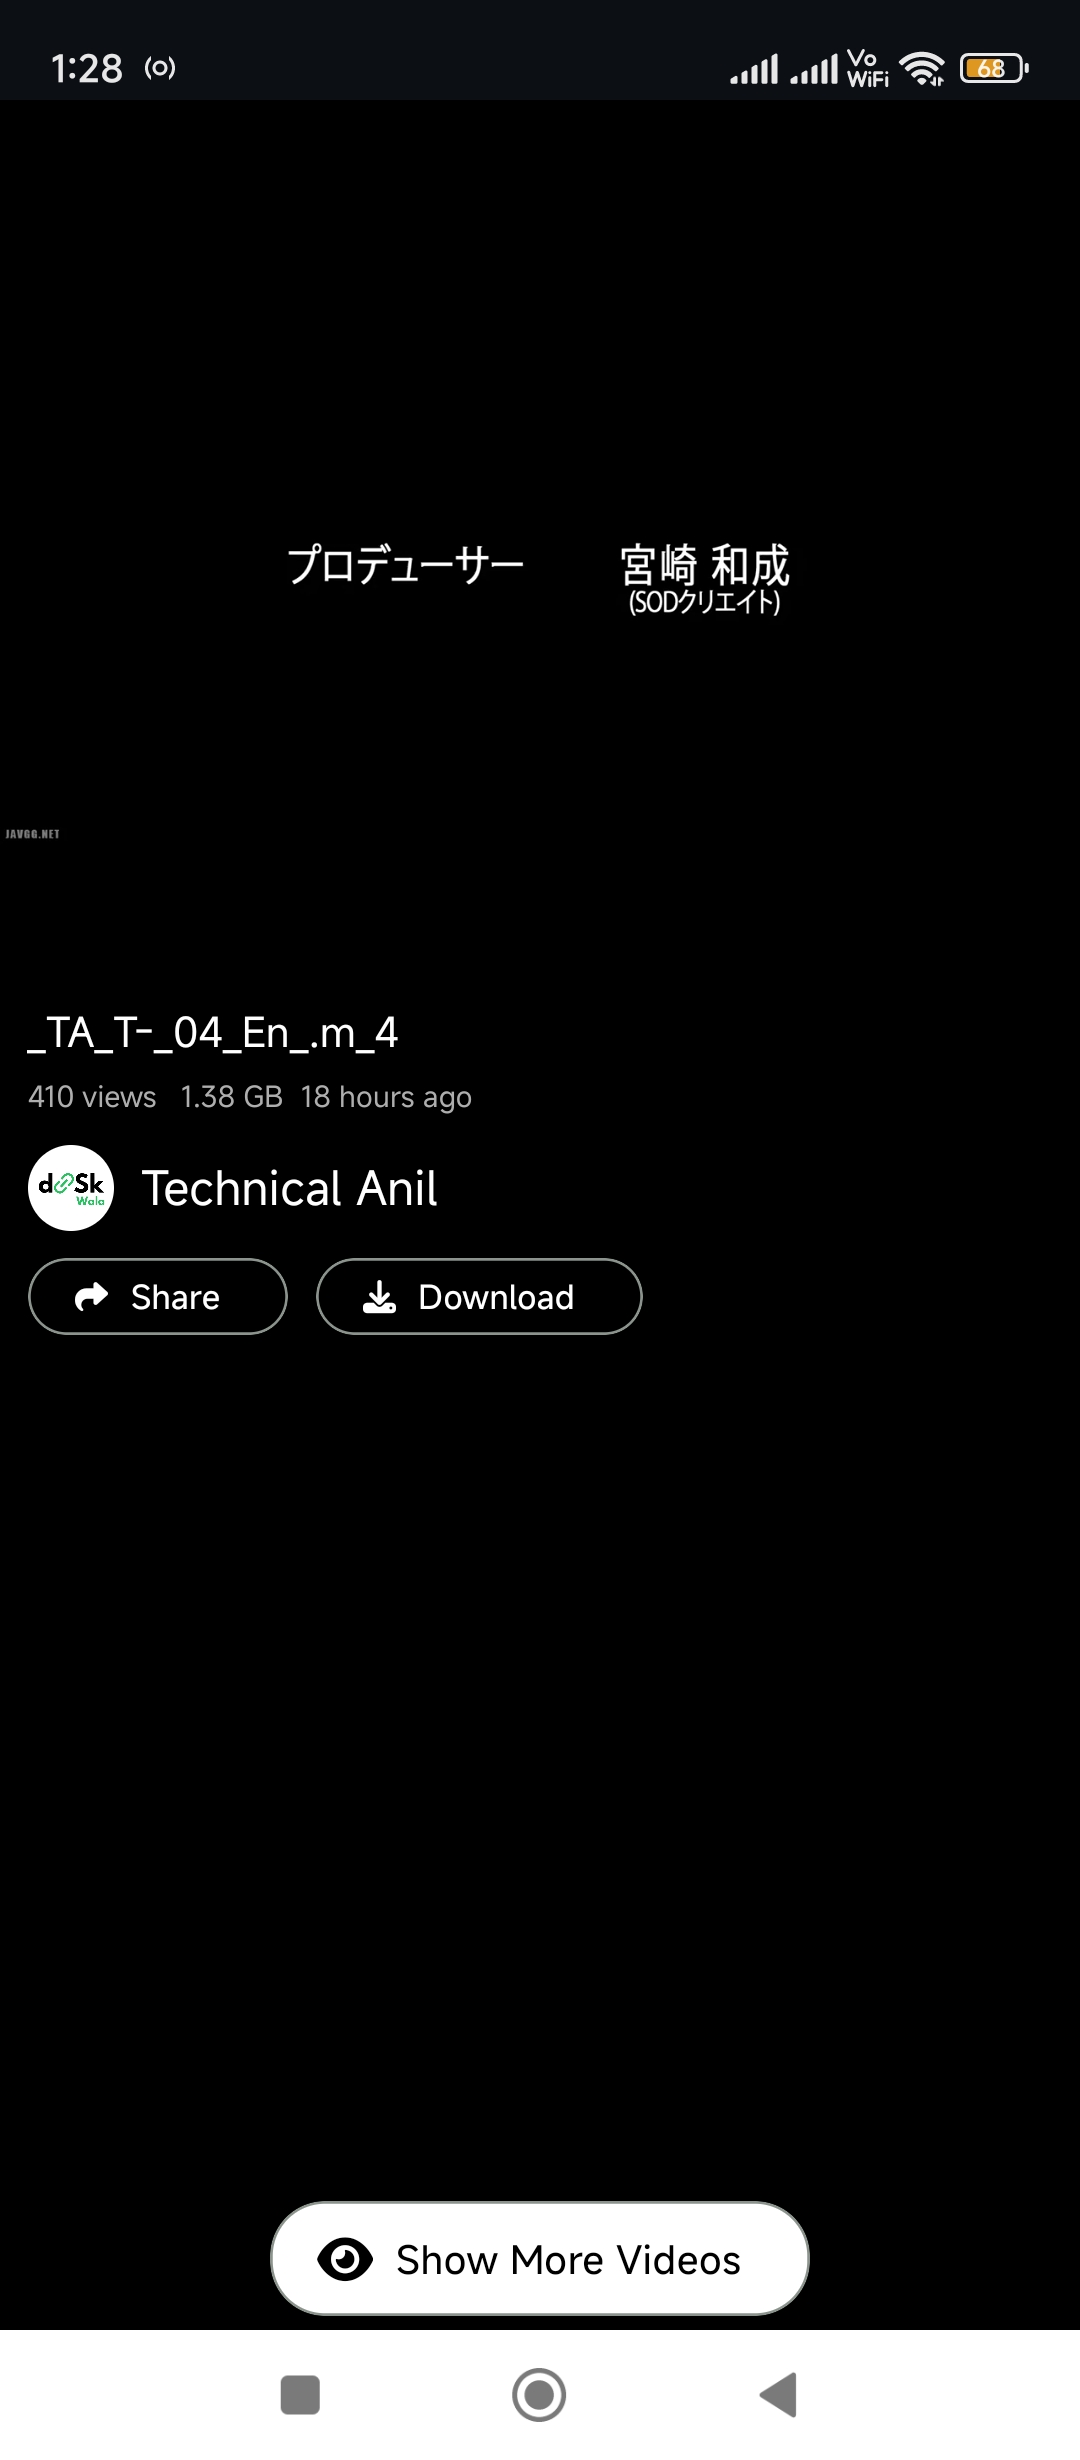 1:28
Vo
WiFi
68
プロデューサー 宮崎 和成
(SODクリエイト)
JAVGG.NET
_TA_T-_04_En_.m_4
410 views 1.38 GB 18 hours ago
d Sk
Wala
Technical Anil
Share Download
Show More Videos